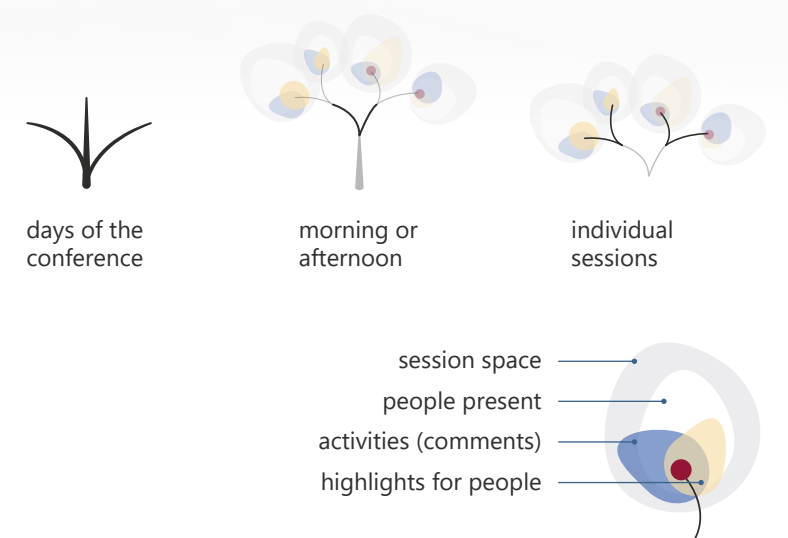 days of the
conference
morning or
afternoon
individual
sessions
session space
people present
activities (comments)
highlights for people